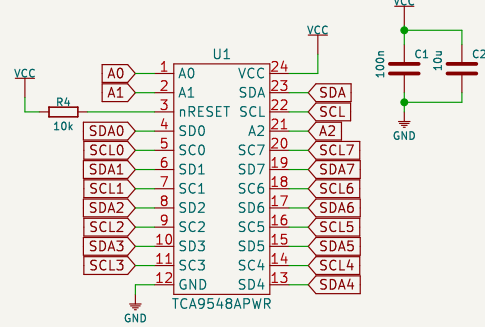 VCC
VCC
VCC
U1
A0 1 A0 VCC 24
A1 2 A1 SDA 23 SDA
R4 3 nRESET SCL 22 SCL
10k
SDA0 4 SD0 A2 21 A2
SCL0 5 SC0 SC7 20 SCL7
SDA1 6 SD1 SD7 19 SDA7
SCL1 7 SC1 SC6 18 SCL6
SDA2 8 SD2 SD6 17 SDA6
SCL2 9 SC2 SC5 16 SCL5
SDA3 10 SD3 SD5 15 SDA5
SCL3 11 SC3 SC4 14 SCL4
12 GND SD4 13 SDA4
TCA9548APWR
GND
100n C1
10u C2
GND